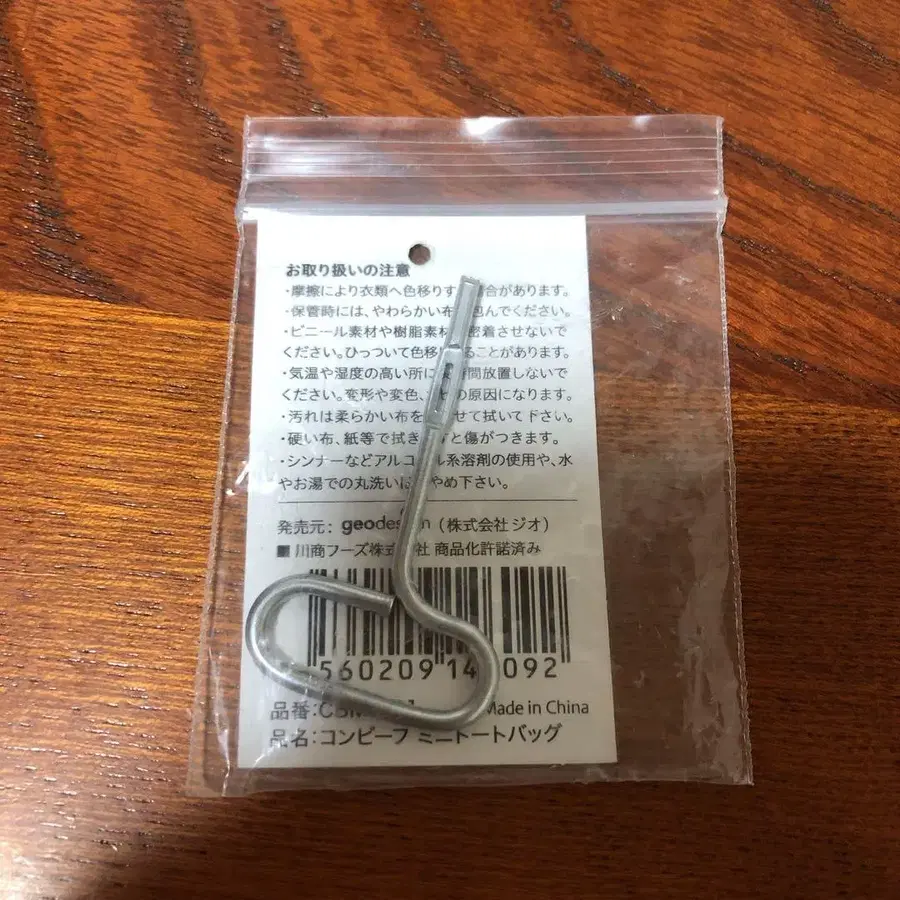 お取り扱いの注意
・摩擦により衣類へ色移りす 合があります。
・保管時には、やわらかい布 包んでください。
・ビニール素材や樹脂素材 密着させないで
ください。ひっついて色移 ることがあります。
・気温や湿度の高い所に 間放置しないで
ください。変形や変色、 の原因になります。
・汚れは柔らかい布を せて拭いて下さい。
・硬い布、紙等で拭き すと傷がつきます。
・シンナーなどアルコ ル系溶剤の使用や、水
やお湯での丸洗いは やめ下さい。
発売元: geodesign (株式会社ジオ)
■川商フーズ株式会社 商品化許諾済み
560209 14 092
品番: Made in China
品名:コンビーフ ミニトートバッグ